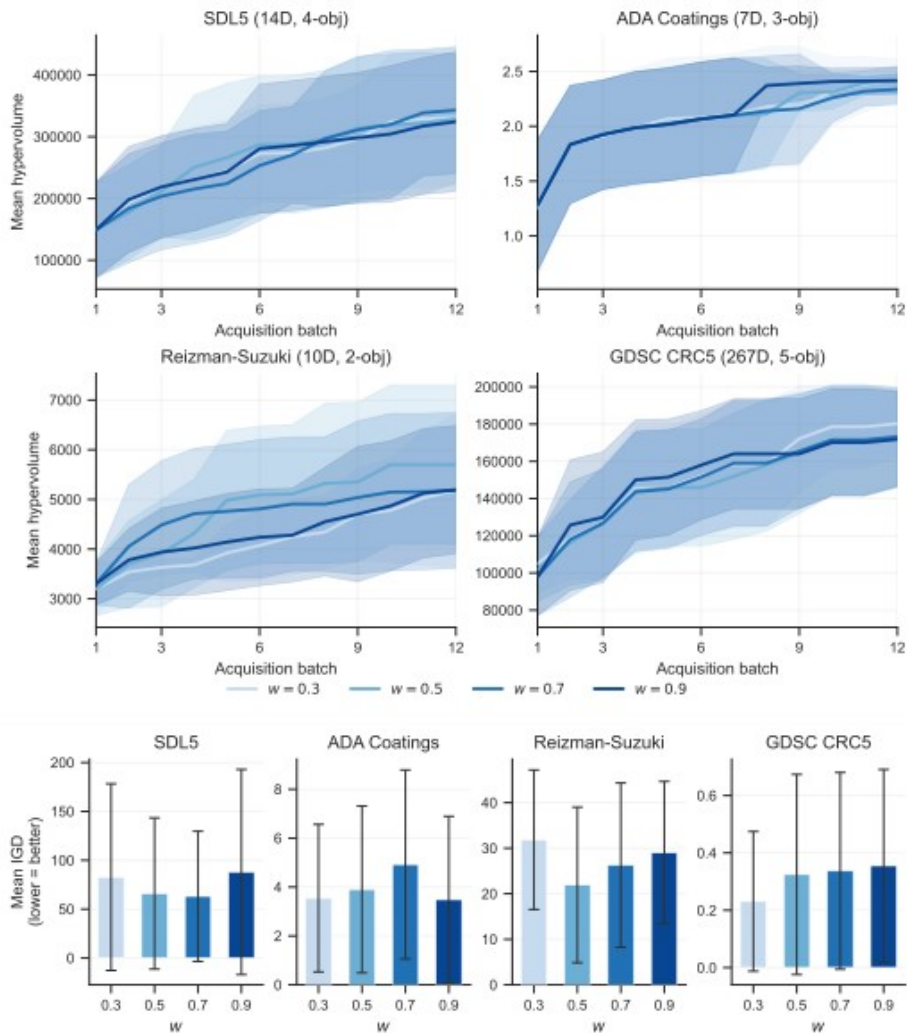 SDL5 (14D, 4-obj)
ADA Coatings (7D, 3-obj)
Mean hypervolume
400000
300000
200000
100000
1 3 6 9 12
Acquisition batch
2.5
2.0
1.5
1.0
1 3 6 9 12
Acquisition batch
Reizman-Suzuki (10D, 2-obj)
GDSC CRC5 (267D, 5-obj)
Mean hypervolume
7000
6000
5000
4000
3000
1 3 6 9 12
Acquisition batch
200000
180000
160000
140000
120000
100000
80000
1 3 6 9 12
Acquisition batch
w = 0.3 w = 0.5 w = 0.7 w = 0.9
SDL5
ADA Coatings
Reizman-Suzuki
GDSC CRC5
Mean IGD
(lower = better)
200
150
100
50
0
0.3 0.5 0.7 0.9
w
8
6
4
2
0
0.3 0.5 0.7 0.9
w
40
30
20
10
0
0.3 0.5 0.7 0.9
w
0.6
0.4
0.2
0.0
0.3 0.5 0.7 0.9
w